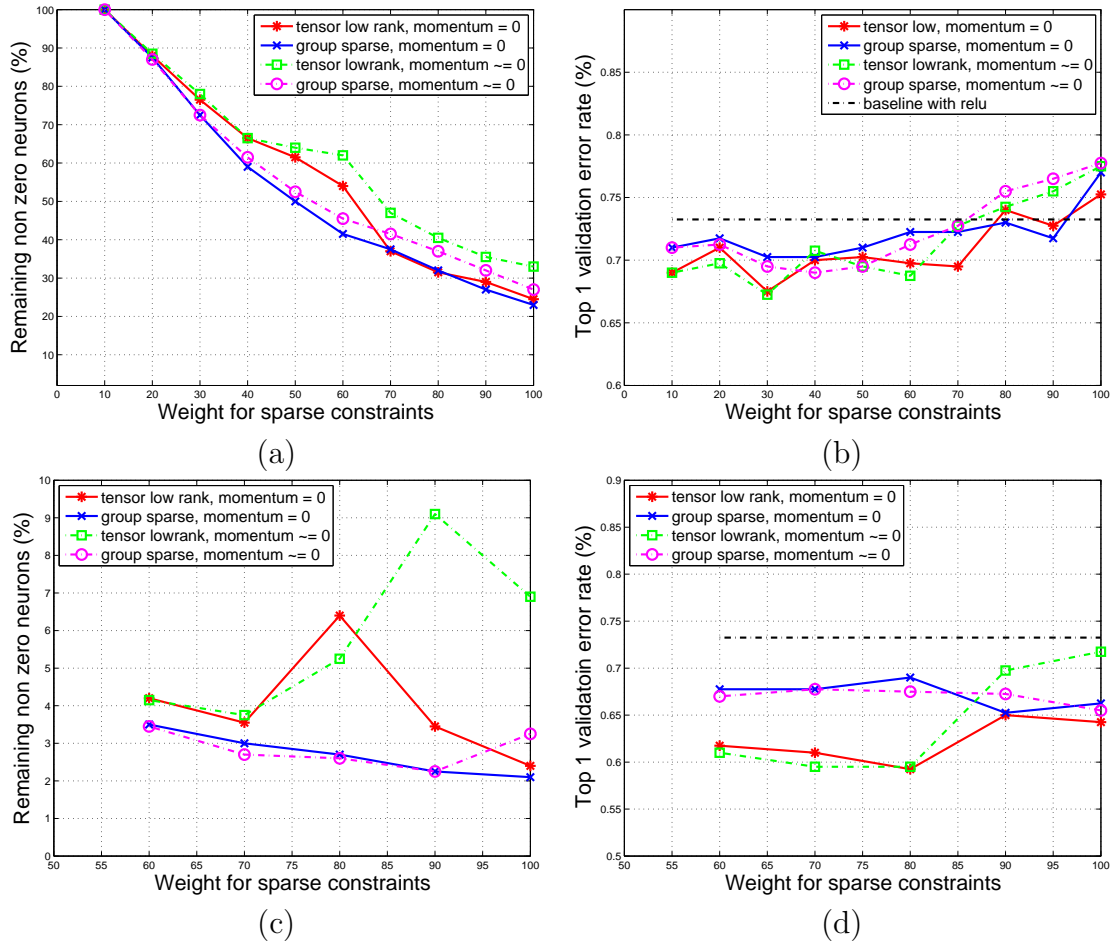 Remaining non zero neurons (%)
100
90
80
70
60
50
40
30
20
10
tensor low rank, momentum = 0
group sparse, momentum = 0
tensor lowrank, momentum ~= 0
group sparse, momentum ~= 0
0 10 20 30 40 50 60 70 80 90 100
Weight for sparse constraints
(a)
Top 1 validation error rate (%)
0.85
0.8
0.75
0.7
0.65
0.6
tensor low, momentum = 0
group sparse, momentum = 0
tensor lowrank, momentum ~= 0
group sparse, momentum ~= 0
baseline with relu
0 10 20 30 40 50 60 70 80 90 100
Weight for sparse constraints
(b)
Remaining non zero neurons (%)
10
9
8
7
6
5
4
3
2
1
0
tensor low rank, momentum = 0
group sparse, momentum = 0
tensor lowrank, momentum ~= 0
group sparse, momentum ~= 0
50 55 60 65 70 75 80 85 90 95 100
Weight for sparse constraints
(c)
Top 1 validatoin error rate (%)
0.9
0.85
0.8
0.75
0.7
0.65
0.6
0.55
0.5
tensor low rank, momentum = 0
group sparse, momentum = 0
tensor lowrank, momentum ~= 0
group sparse, momentum ~= 0
50 55 60 65 70 75 80 85 90 95 100
Weight for sparse constraints
(d)